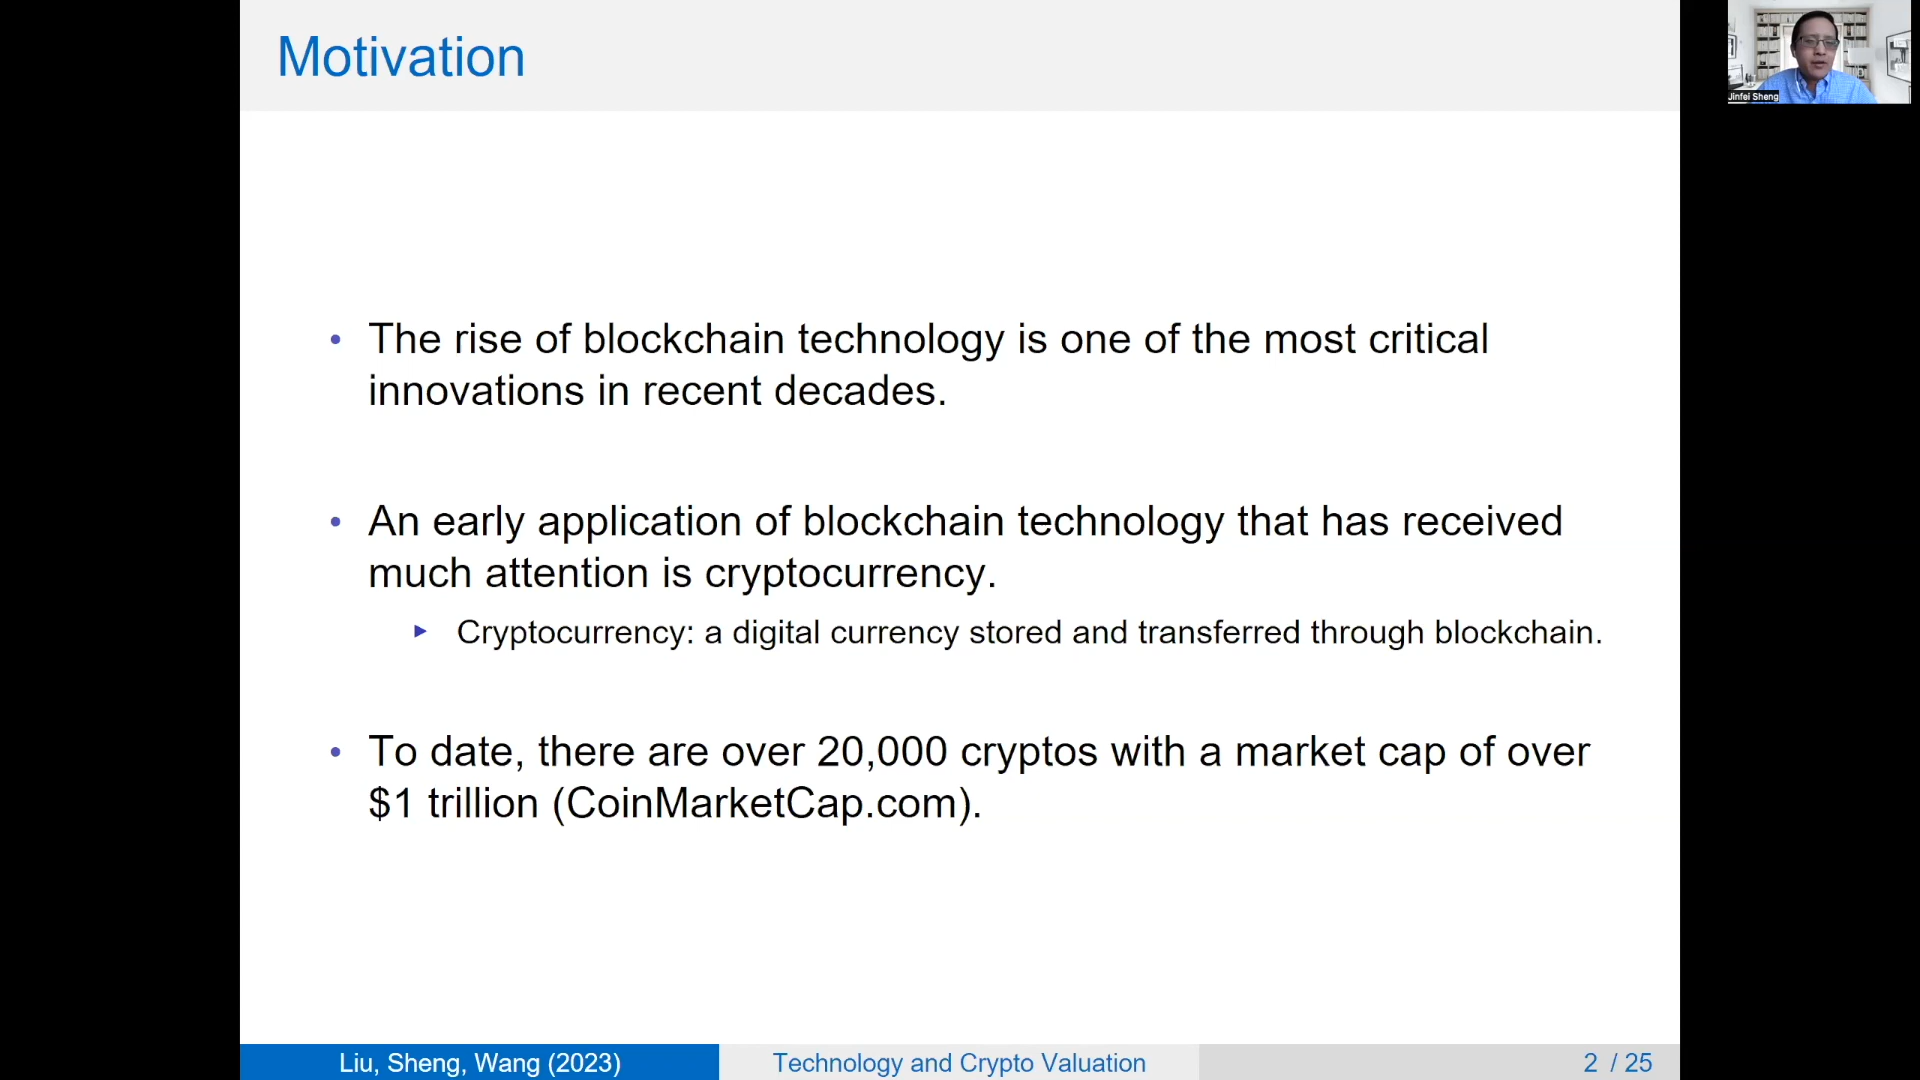 Motivation
Jinfei Sheng
• The rise of blockchain technology is one of the most critical
innovations in recent decades.
• An early application of blockchain technology that has received
much attention is cryptocurrency.
▶ Cryptocurrency: a digital currency stored and transferred through blockchain.
• To date, there are over 20,000 cryptos with a market cap of over
$1 trillion (CoinMarketCap.com).
Liu, Sheng, Wang (2023)
Technology and Crypto Valuation
2 / 25